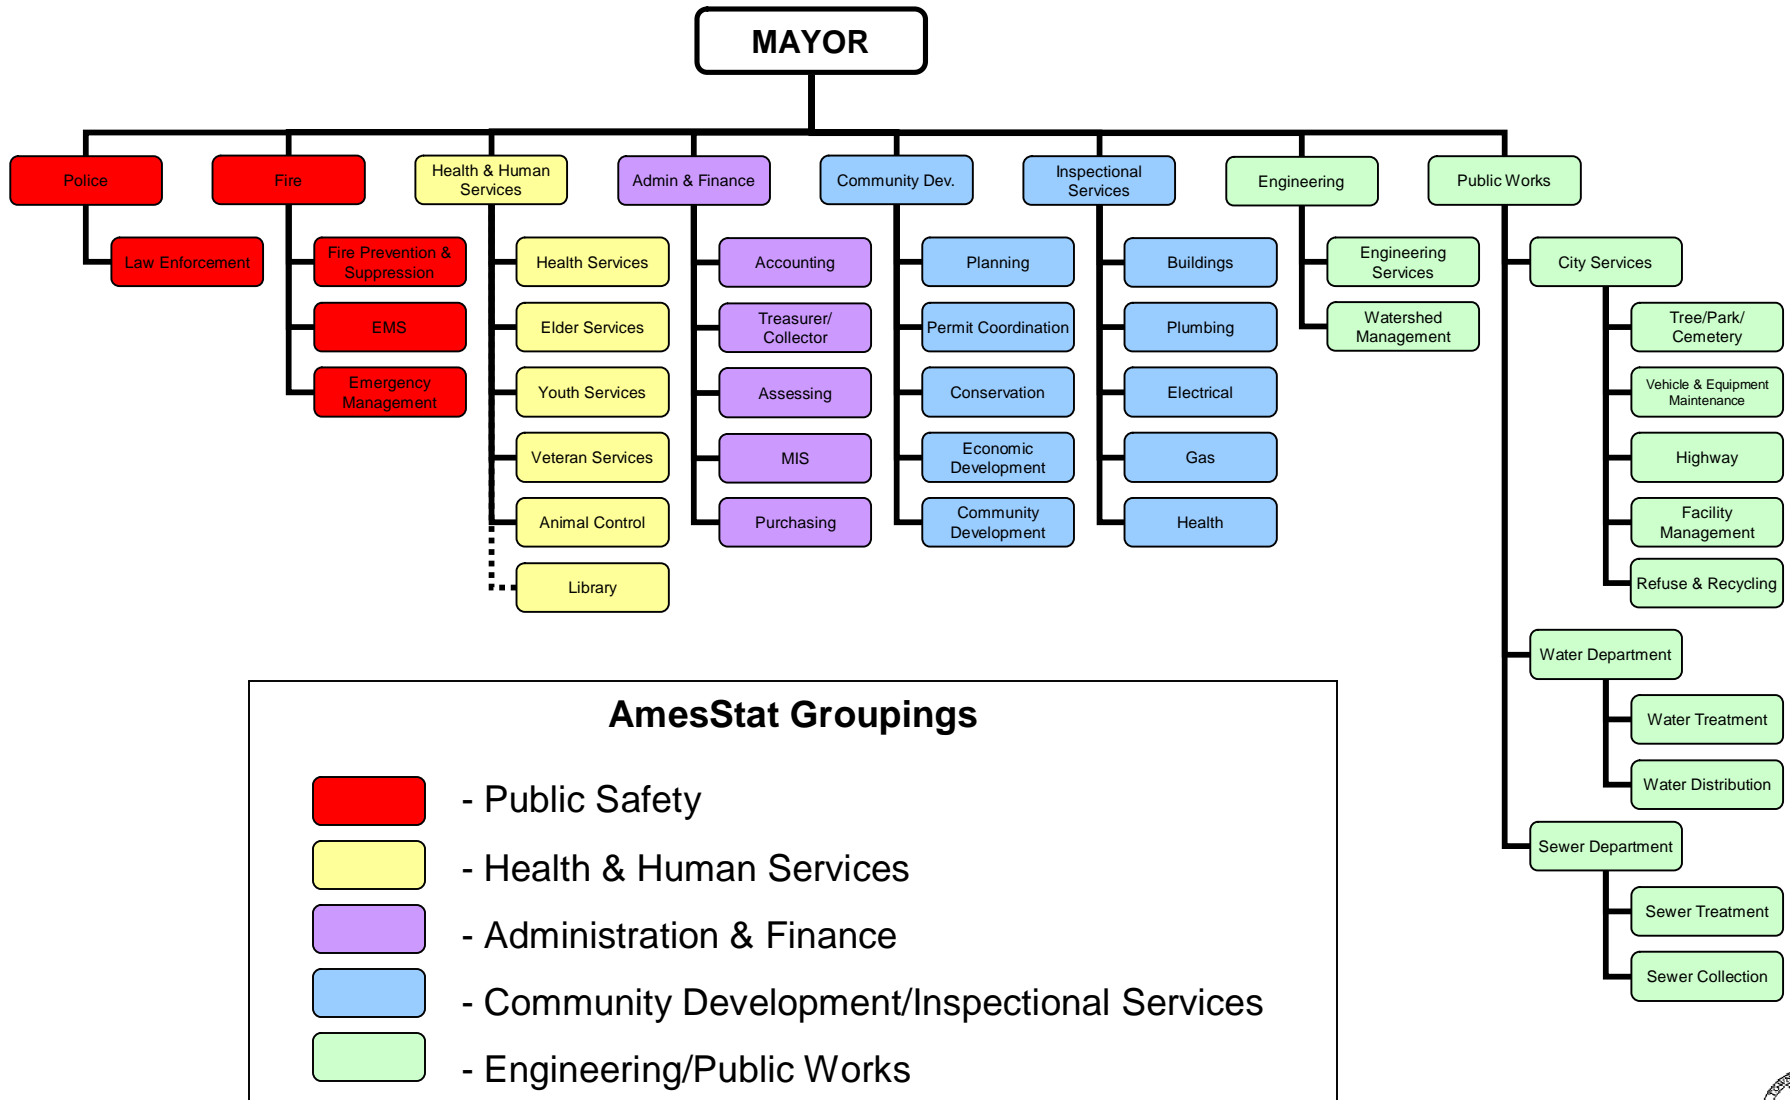 MAYOR
Police
Fire
Health & Human
Services
Admin & Finance
Community Dev.
Inspectional
Services
Engineering
Public Works
Law Enforcement
Fire Prevention &
Suppression
EMS
Emergency
Management
Health Services
Elder Services
Youth Services
Veteran Services
Animal Control
Library
Accounting
Treasurer/
Collector
Assessing
MIS
Purchasing
Planning
Permit Coordination
Conservation
Economic
Development
Community
Development
Buildings
Plumbing
Electrical
Gas
Health
Engineering
Services
Watershed
Management
City Services
Tree/Park/
Cemetery
Vehicle & Equipment
Maintenance
Highway
Facility
Management
Refuse & Recycling
Water Department
Water Treatment
Water Distribution
Sewer Department
Sewer Treatment
Sewer Collection
AmesStat Groupings
- Public Safety
- Health & Human Services
- Administration & Finance
- Community Development/Inspectional Services
- Engineering/Public Works